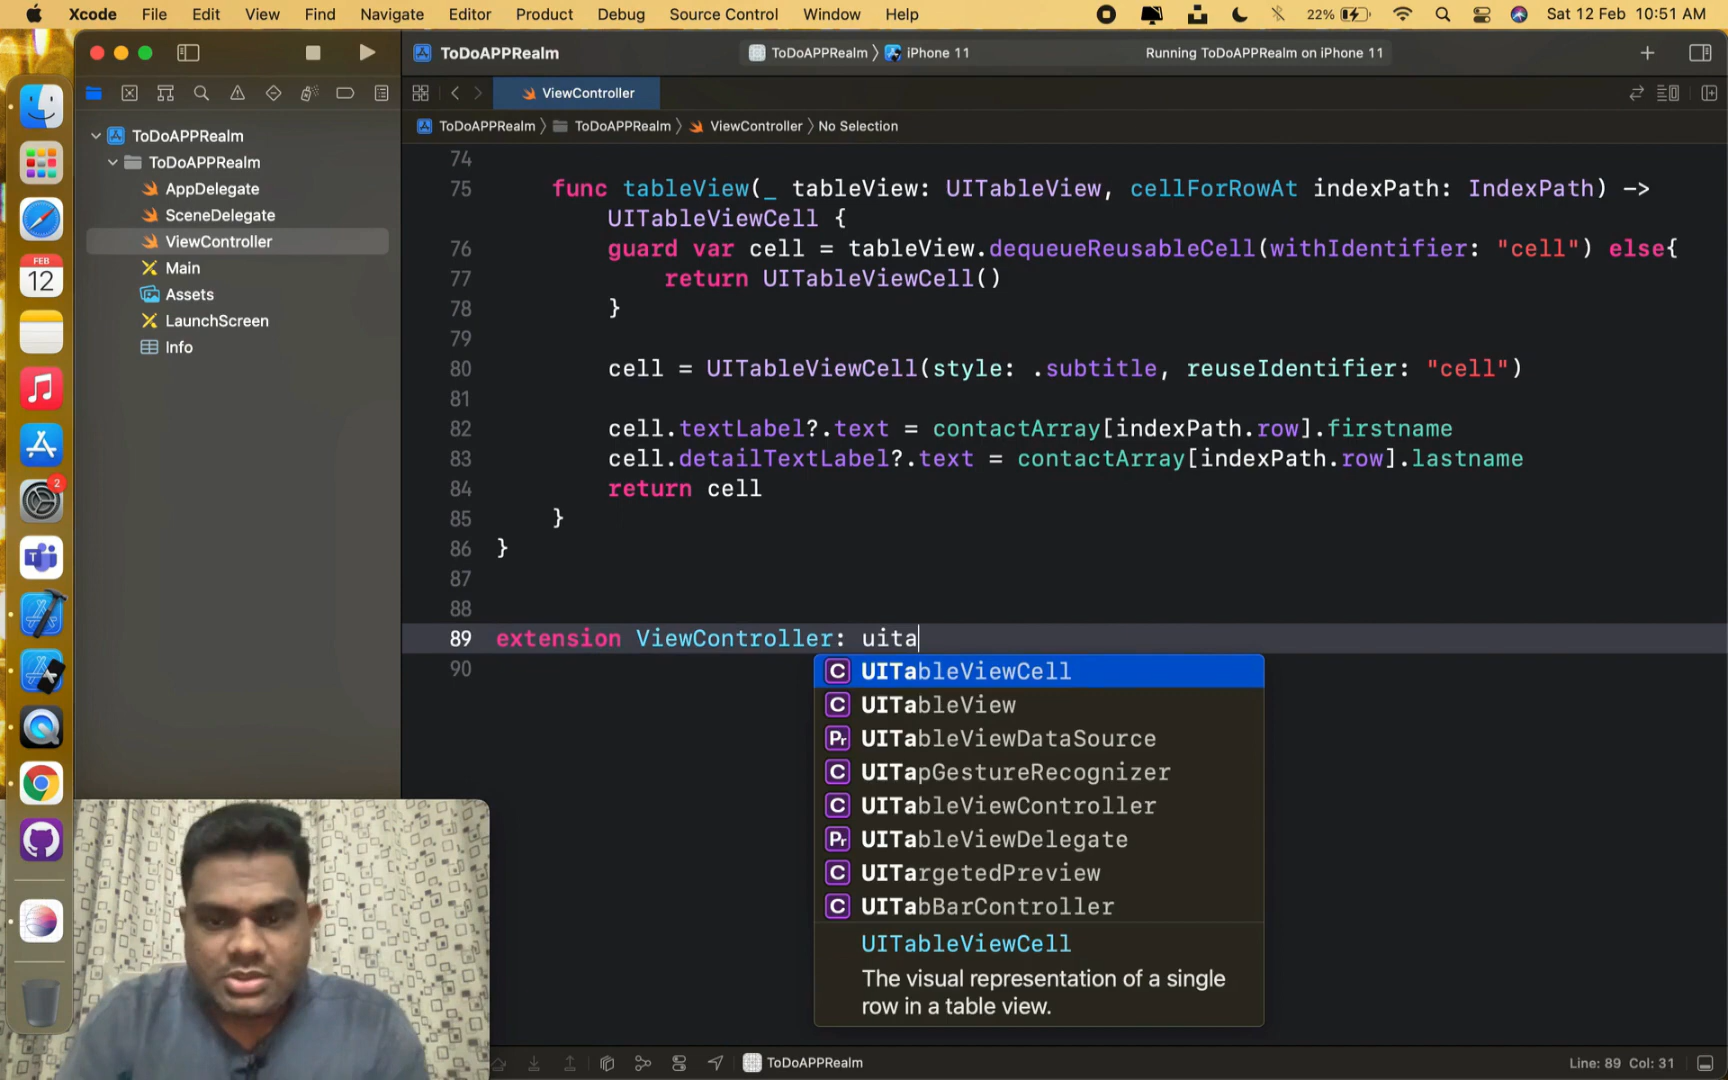 Xcode File Edit View Find Navigate Editor Product Debug Source Control Window Help 22% Sat 12 Feb 10:51 AM
ToDoAPPRealm ToDoAPPRealm iPhone 11 Running ToDoAPPRealm on iPhone 11
ViewController
ToDoAPPRealm ToDoAPPRealm ViewController No Selection
ToDoAPPRealm
ToDoAPPRealm
AppDelegate
SceneDelegate
ViewController
Main
Assets
LaunchScreen
Info
FEB
12
2
74
75 func tableView(_ tableView: UITableView, cellForRowAt indexPath: IndexPath) ->
UITableViewCell {
76 guard var cell = tableView.dequeueReusableCell(withIdentifier: "cell") else{
77 return UITableViewCell()
78 }
79
80 cell = UITableViewCell(style: .subtitle, reuseIdentifier: "cell")
81
82 cell.textLabel?.text = contactArray[indexPath.row].firstname
83 cell.detailTextLabel?.text = contactArray[indexPath.row].lastname
84 return cell
85 }
86 }
87
88
89 extension ViewController: uita
90
C UITableViewCell
C UITableView
Pr UITableViewDataSource
C UITapGestureRecognizer
C UITableViewController
Pr UITableViewDelegate
C UITargetedPreview
C UITabBarController
UITableViewCell
The visual representation of a single
row in a table view.
ToDoAPPRealm Line: 89 Col: 31